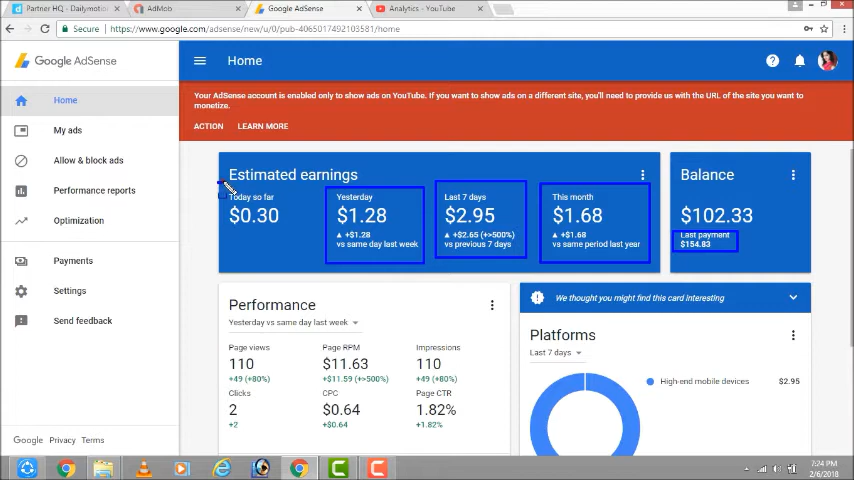 Partner HQ - Dailymotion
AdMob
Google AdSense
Analytics - YouTube
Secure
https://www.google.com/adsense/new/u/0/pub-4065017492103581/home
Google AdSense
Home
Your AdSense account is enabled only to show ads on YouTube. If you want to show ads on a different site, you'll need to provide us with the URL of the site you want to
monetize.
ACTION LEARN MORE
Home
My ads
Allow & block ads
Performance reports
Optimization
Payments
Settings
Send feedback
Google Privacy Terms
Estimated earnings
Today so far
$0.30
Yesterday
$1.28
+$1.28
vs same day last week
Last 7 days
$2.95
+$2.65 (+>500%)
vs previous 7 days
This month
$1.68
+$1.68
vs same period last year
Balance
$102.33
Last payment
$154.83
Performance
Yesterday vs same day last week
Page views
110
+49 (+80%)
Page RPM
$11.63
+$11.59 (+>500%)
Impressions
110
+49 (+80%)
Clicks
2
+2
CPC
$0.64
+$0.64
Page CTR
1.82%
+1.82%
We thought you might find this card interesting
Platforms
Last 7 days
High-end mobile devices $2.95
7:24 PM
2/6/2018